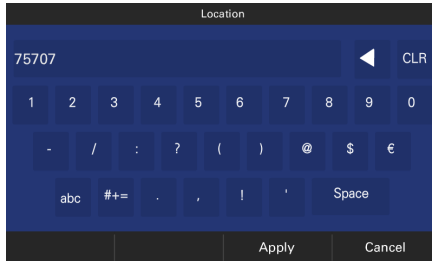 Location
75707 CLR
1 2 3 4 5 6 7 8 9 0
- / : ? ( ) @ $ €
abc #+= . , ! ' Space
Apply Cancel